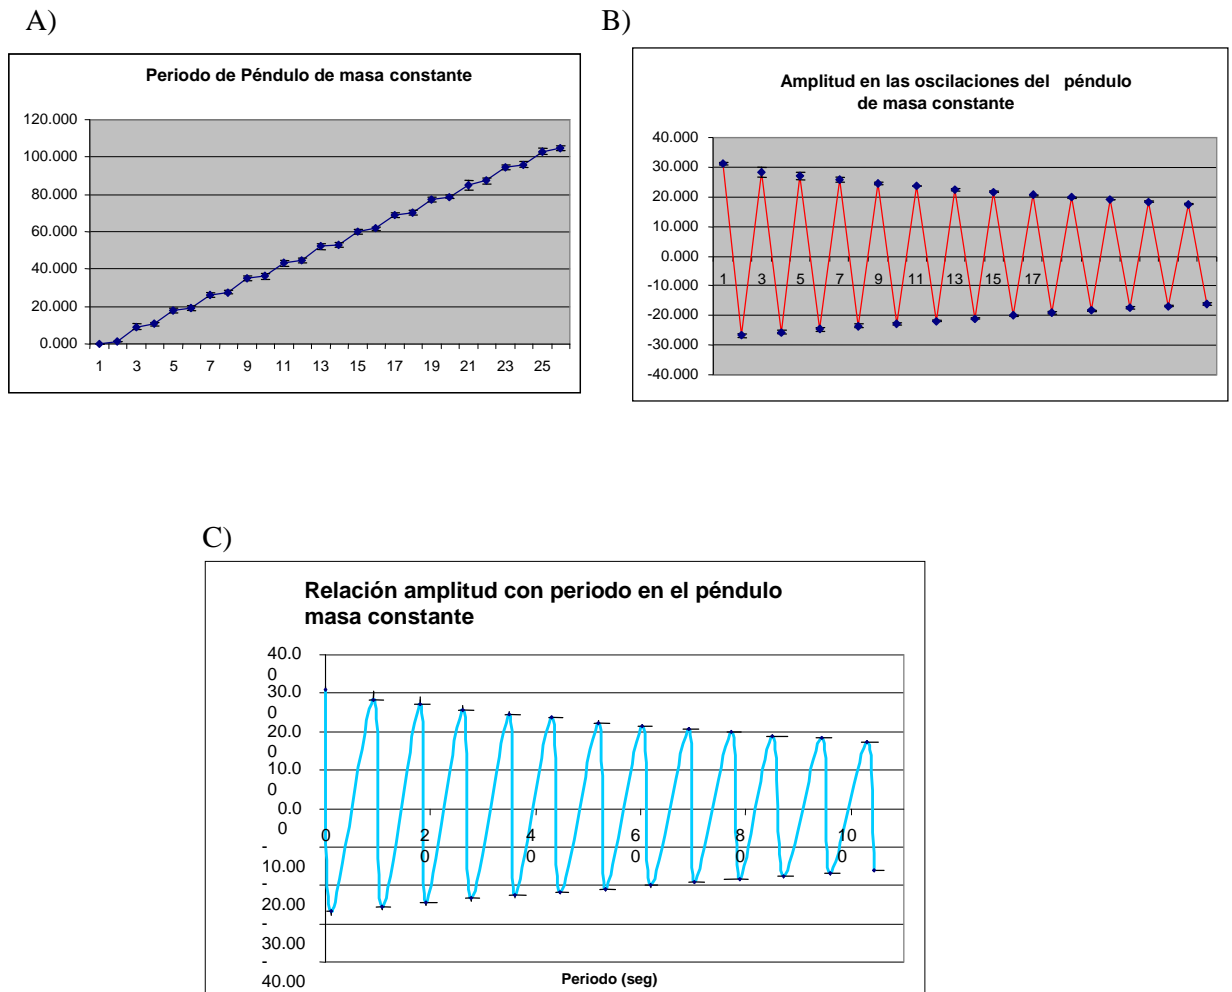 A)
B)
Periodo de Péndulo de masa constante
120.000
100.000
80.000
60.000
40.000
20.000
0.000
1 3 5 7 9 11 13 15 17 19 21 23 25
Amplitud en las oscilaciones del péndulo
de masa constante
40.000
30.000
20.000
10.000
0.000
-10.000
-20.000
-30.000
-40.000
1 3 5 7 9 11 13 15 17
C)
Relación amplitud con periodo en el péndulo
masa constante
40.0
0
30.0
0
20.0
0
10.0
0
0.0
0
-
10.00
-
20.00
-
30.00
-
40.00
0 20 40 60 80 100
0 0 0 0 0
Periodo (seg)